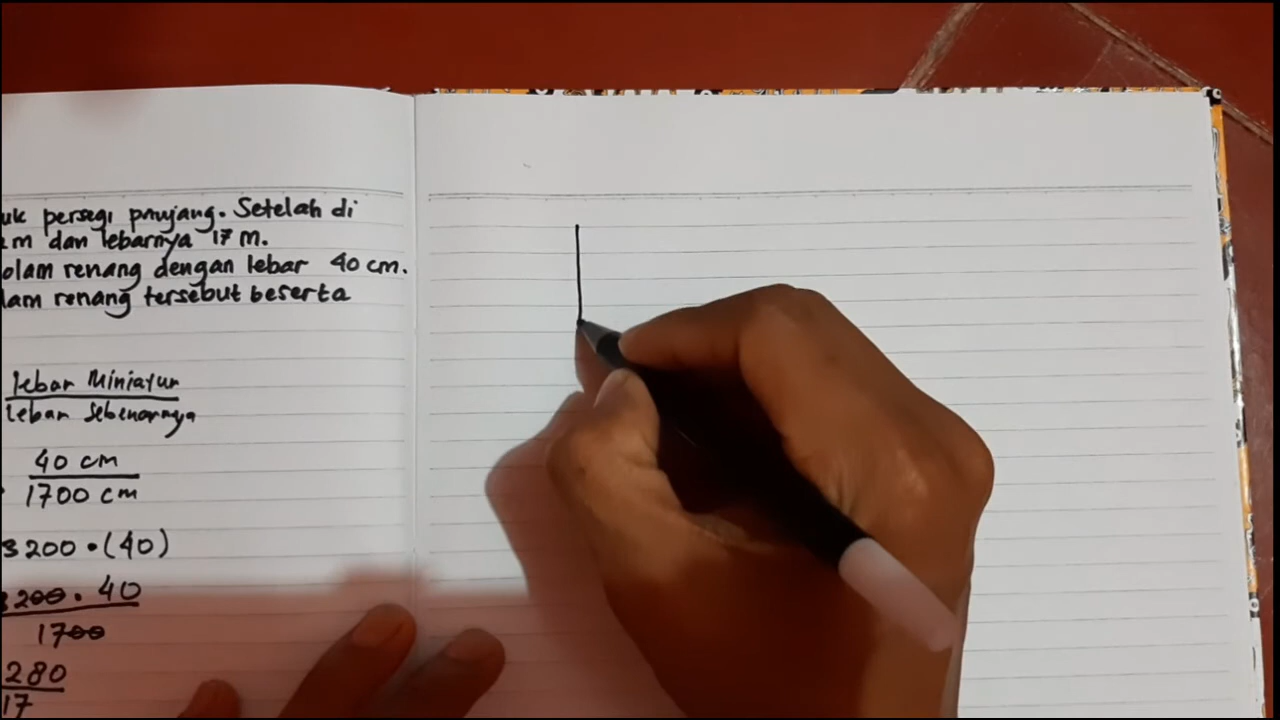 uk persegi panjang. Setelah di
m dan lebarnya 17 m.
olam renang dengan lebar 40 cm.
lam renang tersebut beserta
lebar Miniatur
Lebar Sebenarnya
40 cm
1700 cm
3200 . (40)
3200 . 40
1700
280
17